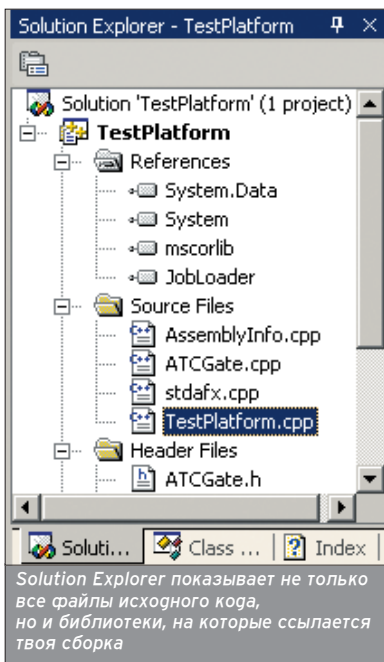 Solution Explorer - TestPlatform
Solution 'TestPlatform' (1 project)
TestPlatform
References
System.Data
System
mscorlib
JobLoader
Source Files
AssemblyInfo.cpp
ATCGate.cpp
stdafx.cpp
TestPlatform.cpp
Header Files
ATCGate.h
Soluti... Class ... Index
Solution Explorer показывает не только
все файлы исходного кода,
но и библиотеки, на которые ссылается
твоя сборка